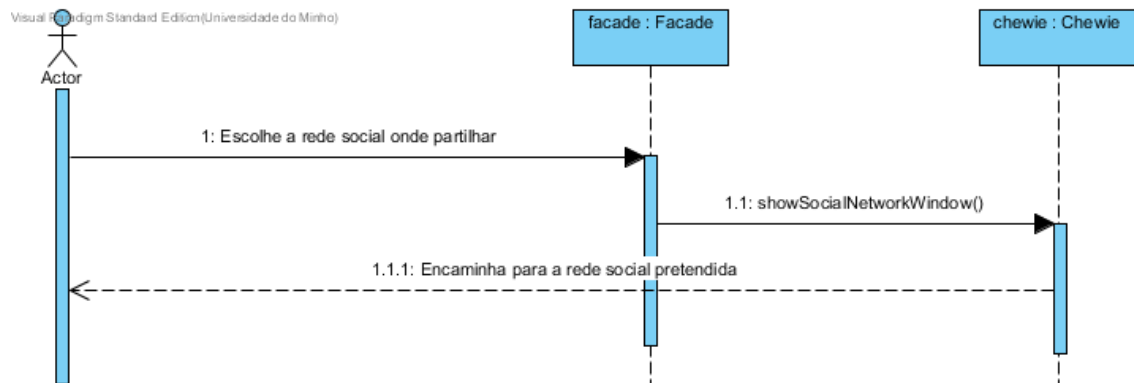 Visual Paradigm Standard Edition(Universidade do Minho)
facade : Facade
chewie : Chewie
Actor
1: Escolhe a rede social onde partilhar
1.1: showSocialNetworkWindow()
1.1.1: Encaminha para a rede social pretendida